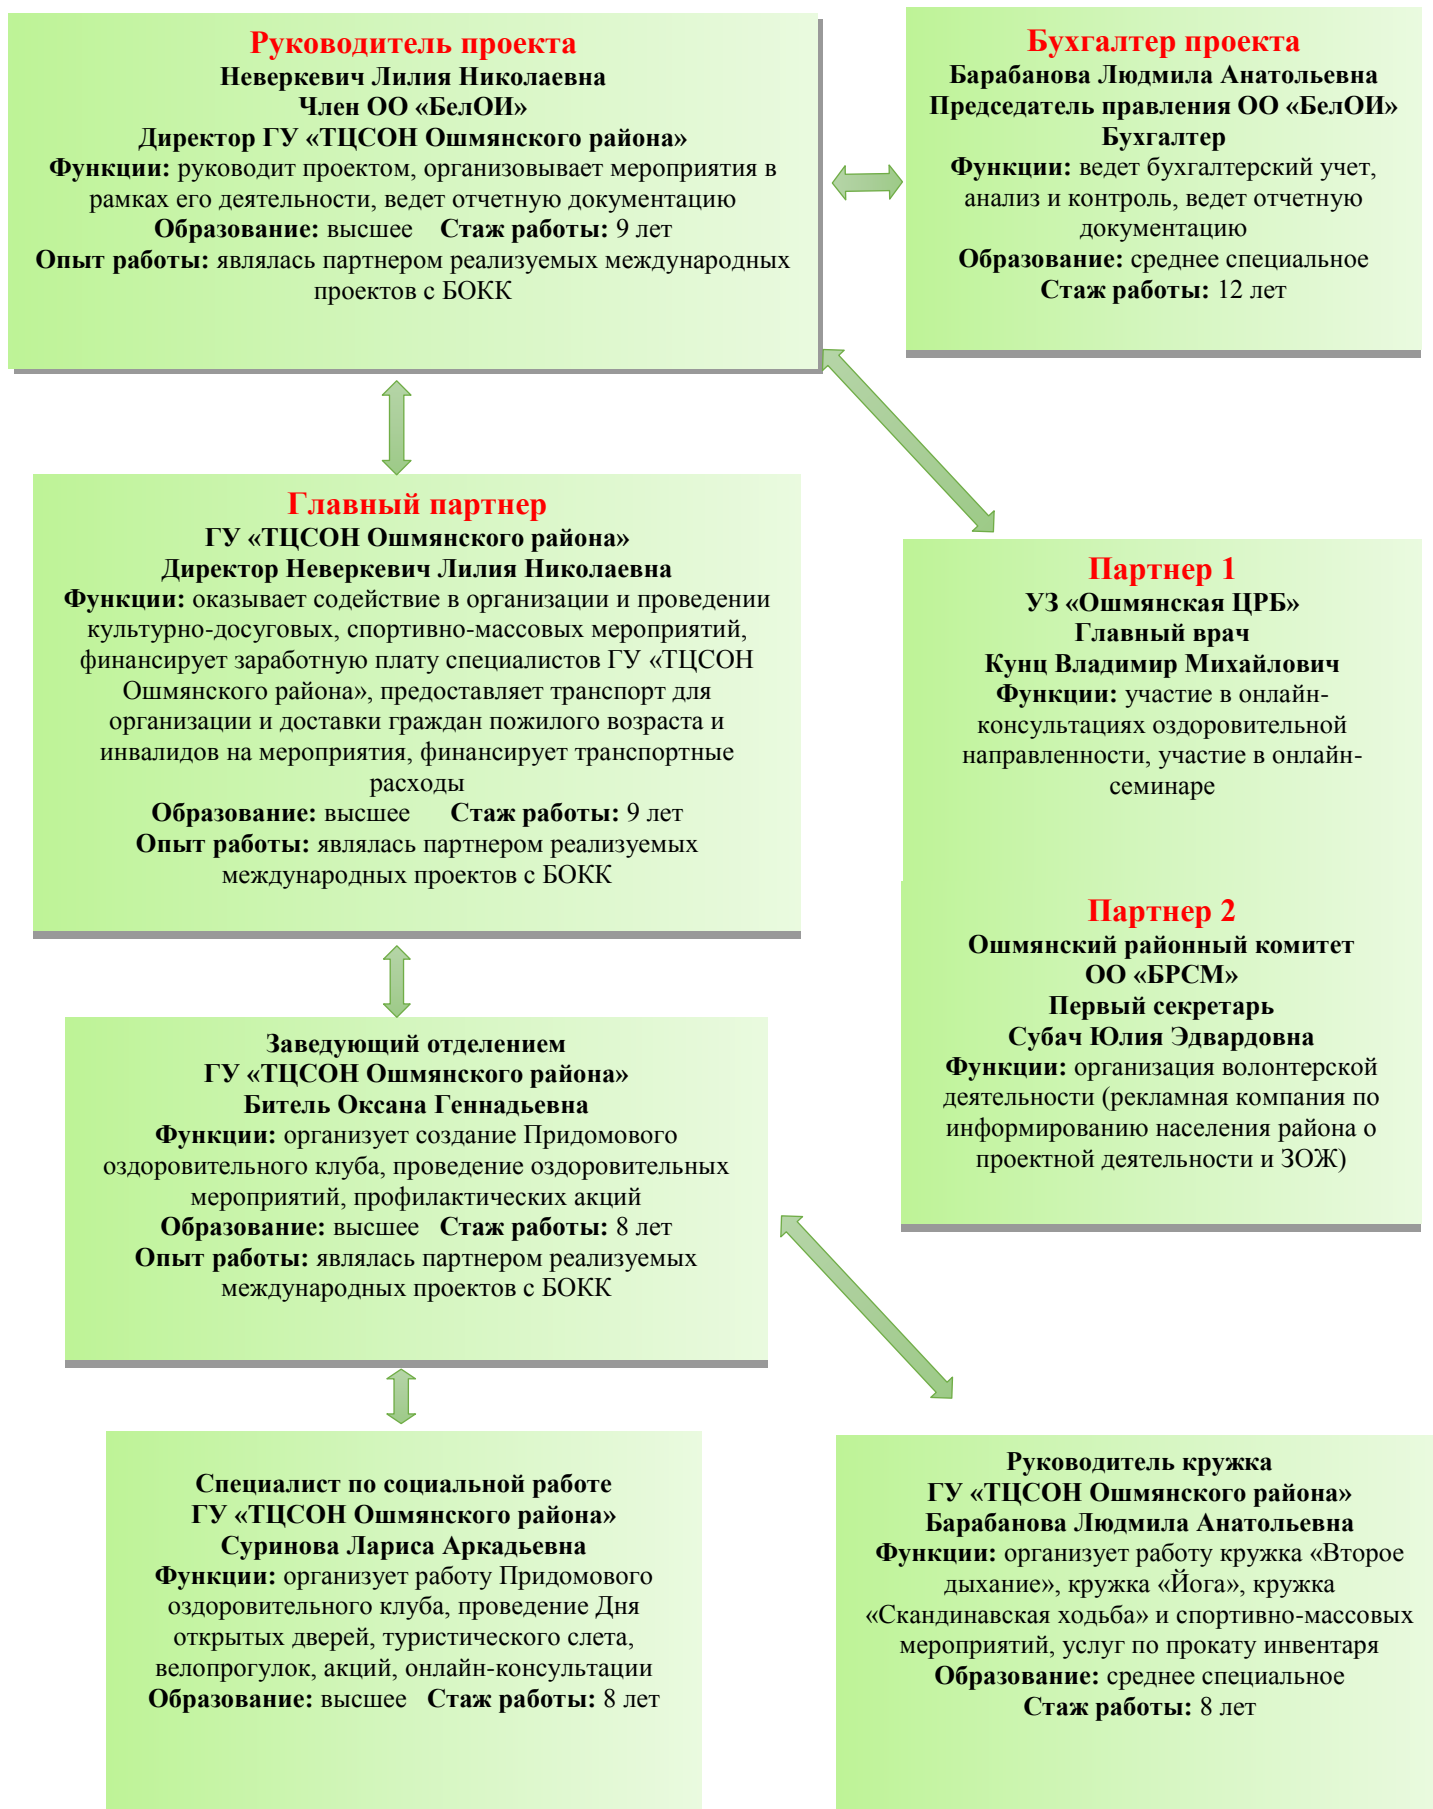 Руководитель проекта
Неверкевич Лилия Николаевна
Член ОО «БелОИ»
Директор ГУ «ТЦСОН Ошмянского района»
Функции: руководит проектом, организовывает мероприятия в
рамках его деятельности, ведет отчетную документацию
Образование: высшее Стаж работы: 9 лет
Опыт работы: являлась партнером реализуемых международных
проектов с БОКК
Бухгалтер проекта
Барабанова Людмила Анатольевна
Председатель правления ОО «БелОИ»
Бухгалтер
Функции: ведет бухгалтерский учет,
анализ и контроль, ведет отчетную
документацию
Образование: среднее специальное
Стаж работы: 12 лет
Главный партнер
ГУ «ТЦСОН Ошмянского района»
Директор Неверкевич Лилия Николаевна
Функции: оказывает содействие в организации и проведении
культурно-досуговых, спортивно-массовых мероприятий,
финансирует заработную плату специалистов ГУ «ТЦСОН
Ошмянского района», предоставляет транспорт для
организации и доставки граждан пожилого возраста и
инвалидов на мероприятия, финансирует транспортные
расходы
Образование: высшее Стаж работы: 9 лет
Опыт работы: являлась партнером реализуемых
международных проектов с БОКК
Партнер 1
УЗ «Ошмянская ЦРБ»
Главный врач
Кунц Владимир Михайлович
Функции: участие в онлайн-
консультациях оздоровительной
направленности, участие в онлайн-
семинаре
Партнер 2
Ошмянский районный комитет
ОО «БРСМ»
Первый секретарь
Субач Юлия Эдвардовна
Функции: организация волонтерской
деятельности (рекламная компания по
информированию населения района о
проектной деятельности и ЗОЖ)
Заведующий отделением
ГУ «ТЦСОН Ошмянского района»
Битель Оксана Геннадьевна
Функции: организует создание Придомового
оздоровительного клуба, проведение оздоровительных
мероприятий, профилактических акций
Образование: высшее Стаж работы: 8 лет
Опыт работы: являлась партнером реализуемых
международных проектов с БОКК
Специалист по социальной работе
ГУ «ТЦСОН Ошмянского района»
Суринова Лариса Аркадьевна
Функции: организует работу Придомового
оздоровительного клуба, проведение Дня
открытых дверей, туристического слета,
велопрогулок, акций, онлайн-консультации
Образование: высшее Стаж работы: 8 лет
Руководитель кружка
ГУ «ТЦСОН Ошмянского района»
Барабанова Людмила Анатольевна
Функции: организует работу кружка «Второе
дыхание», кружка «Йога», кружка
«Скандинавская ходьба» и спортивно-массовых
мероприятий, услуг по прокату инвентаря
Образование: среднее специальное
Стаж работы: 8 лет